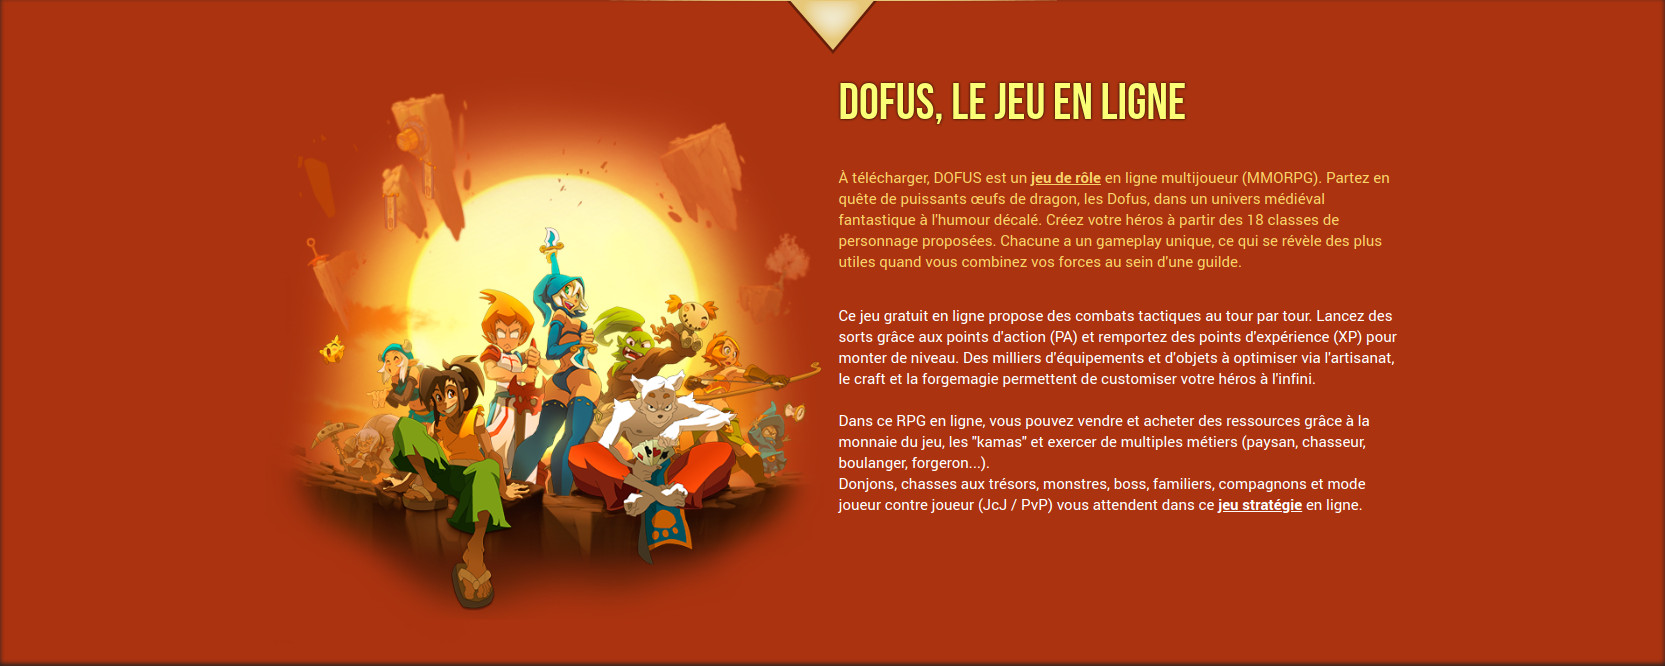 DOFUS, LE JEU EN LIGNE
À télécharger, DOFUS est un jeu de rôle en ligne multijoueur (MMORPG). Partez en
quête de puissants œufs de dragon, les Dofus, dans un univers médiéval
fantastique à l'humour décalé. Créez votre héros à partir des 18 classes de
personnage proposées. Chacune a un gameplay unique, ce qui se révèle des plus
utiles quand vous combinez vos forces au sein d'une guilde.
Ce jeu gratuit en ligne propose des combats tactiques au tour par tour. Lancez des
sorts grâce aux points d'action (PA) et remportez des points d'expérience (XP) pour
monter de niveau. Des milliers d'équipements et d'objets à optimiser via l'artisanat,
le craft et la forgemagie permettent de customiser votre héros à l'infini.
Dans ce RPG en ligne, vous pouvez vendre et acheter des ressources grâce à la
monnaie du jeu, les "kamas" et exercer de multiples métiers (paysan, chasseur,
boulanger, forgeron...).
Donjons, chasses aux trésors, monstres, boss, familiers, compagnons et mode
joueur contre joueur (JcJ / PvP) vous attendent dans ce jeu stratégie en ligne.